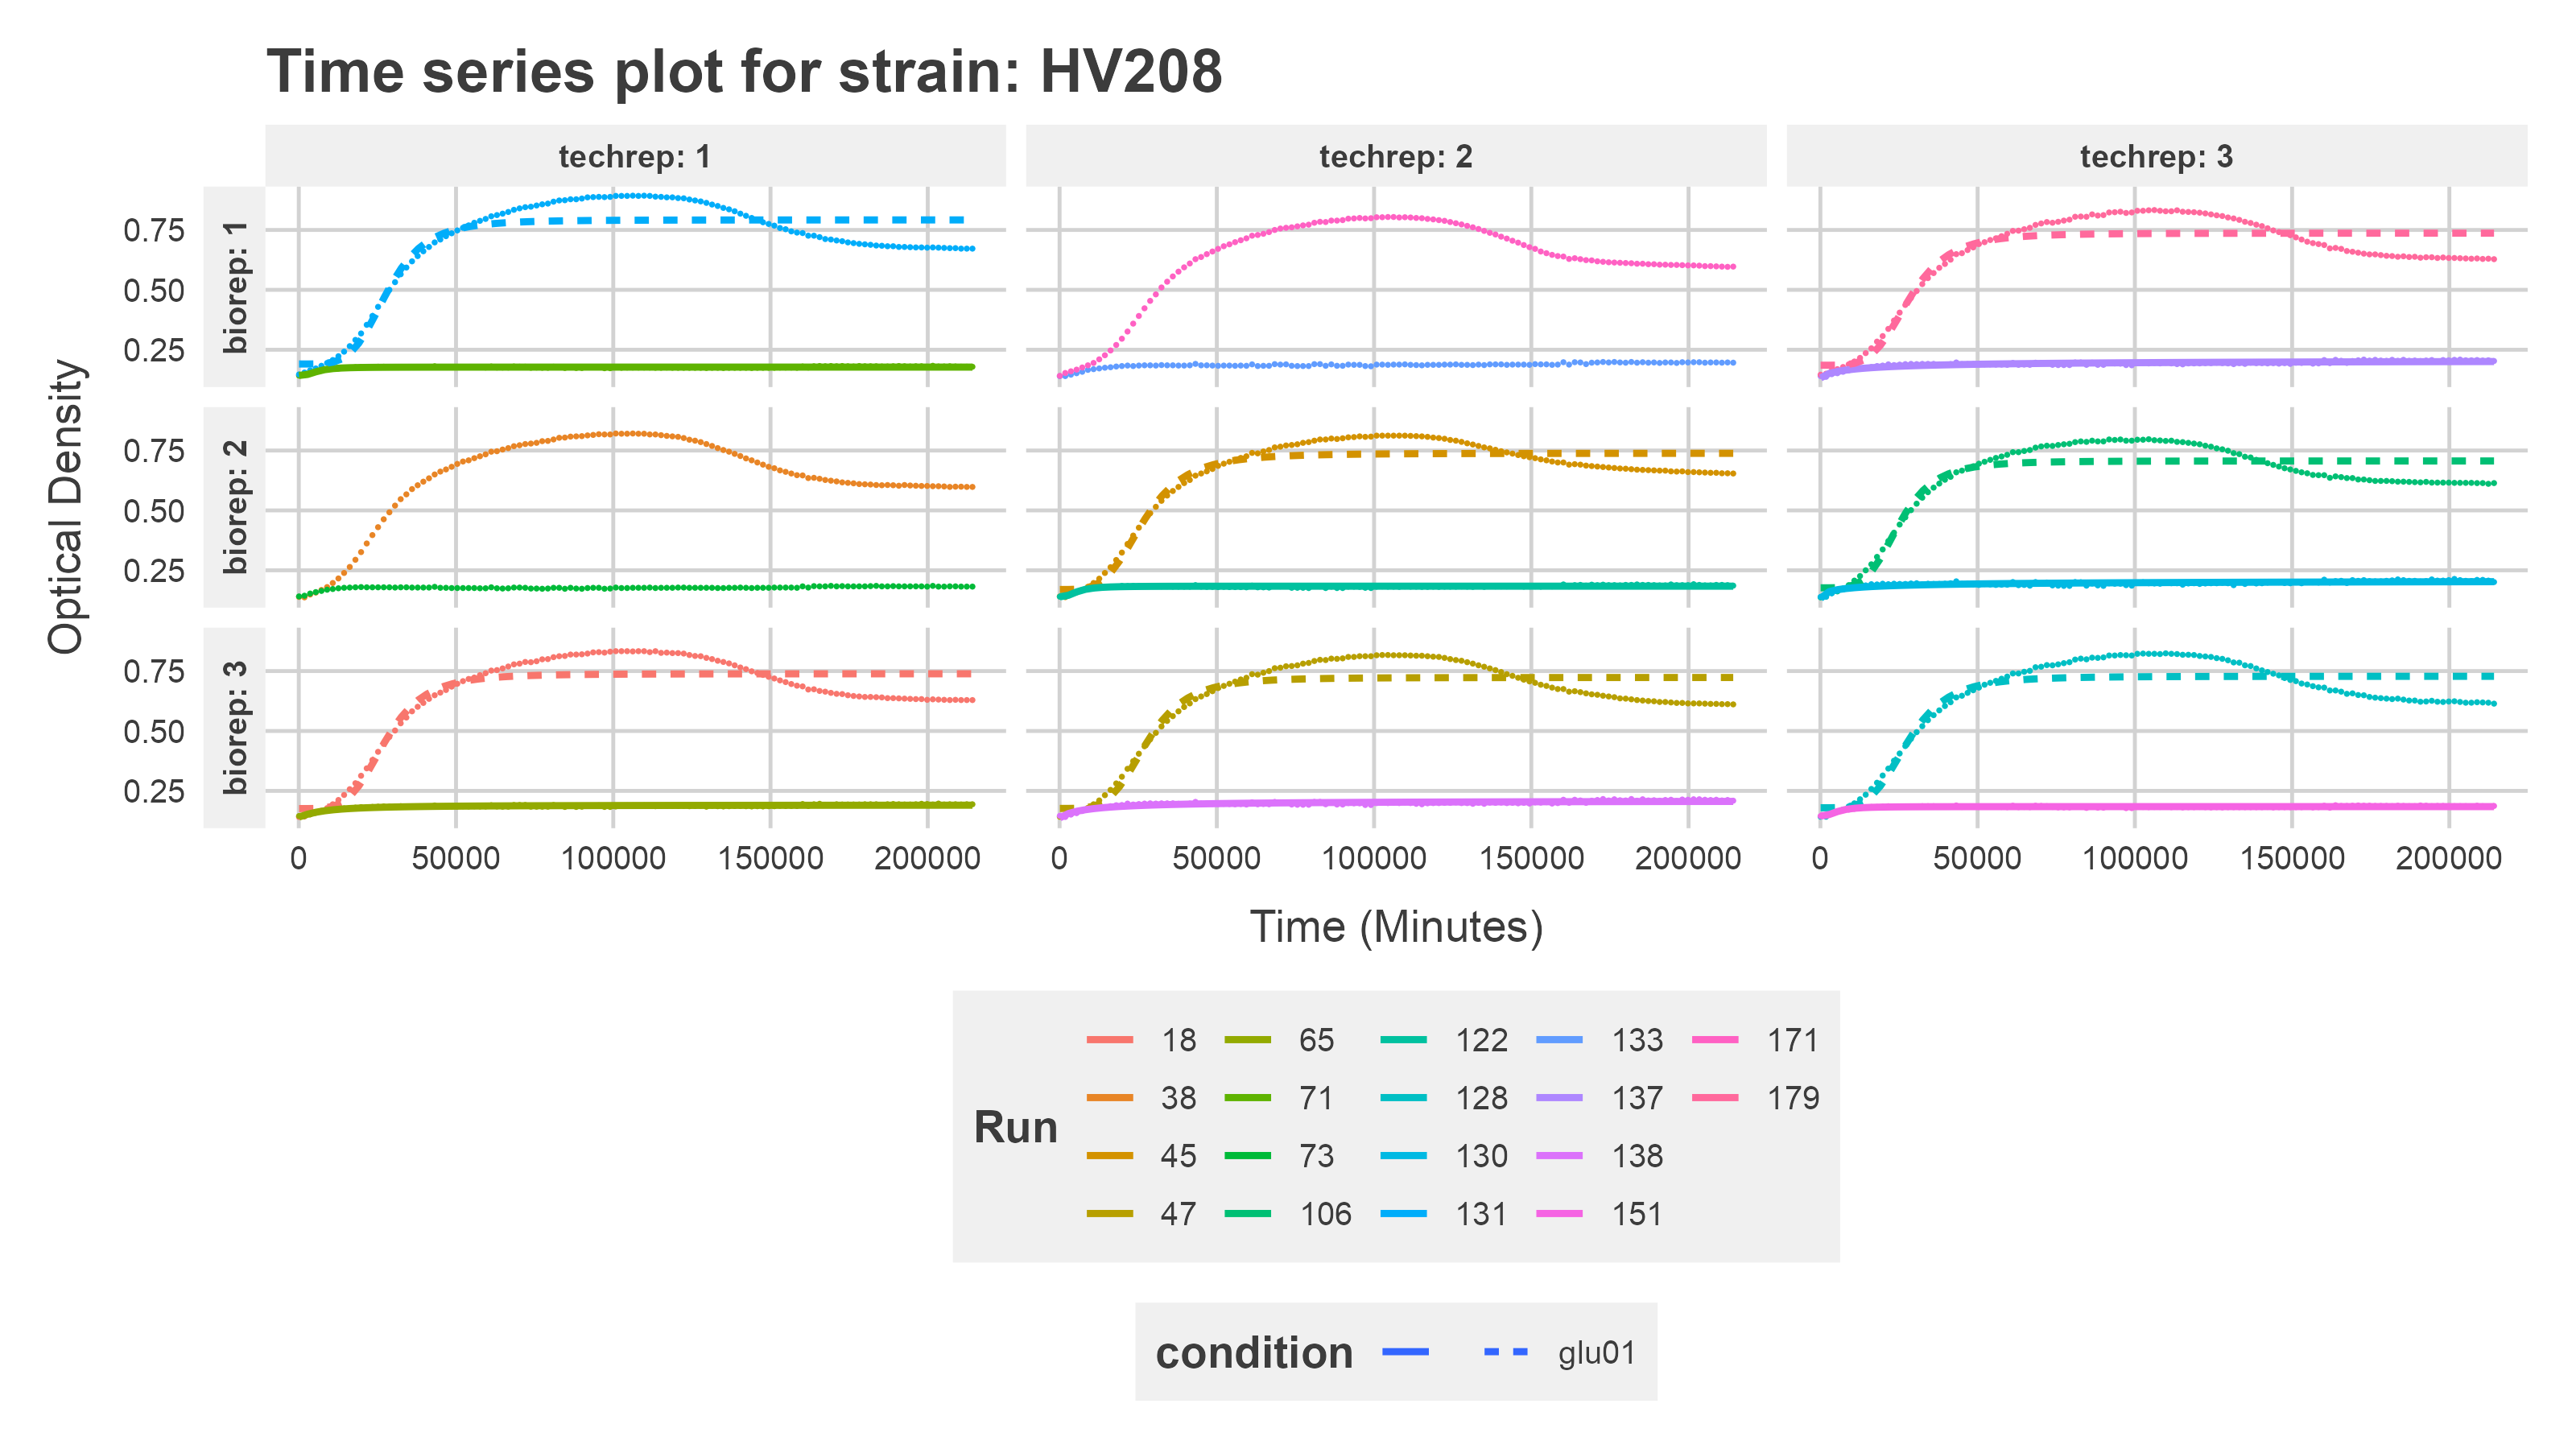 Time series plot for strain: HV208
techrep: 1 techrep: 2 techrep: 3
Optical Density
biorep: 1
0.75
0.50
0.25
biorep: 2
0.75
0.50
0.25
biorep: 3
0.75
0.50
0.25
0 50000 100000 150000 200000 0 50000 100000 150000 200000 0 50000 100000 150000 200000
Time (Minutes)
Run
18 65 122 133 171
38 71 128 137 179
45 73 130 138
47 106 131 151
condition glu01